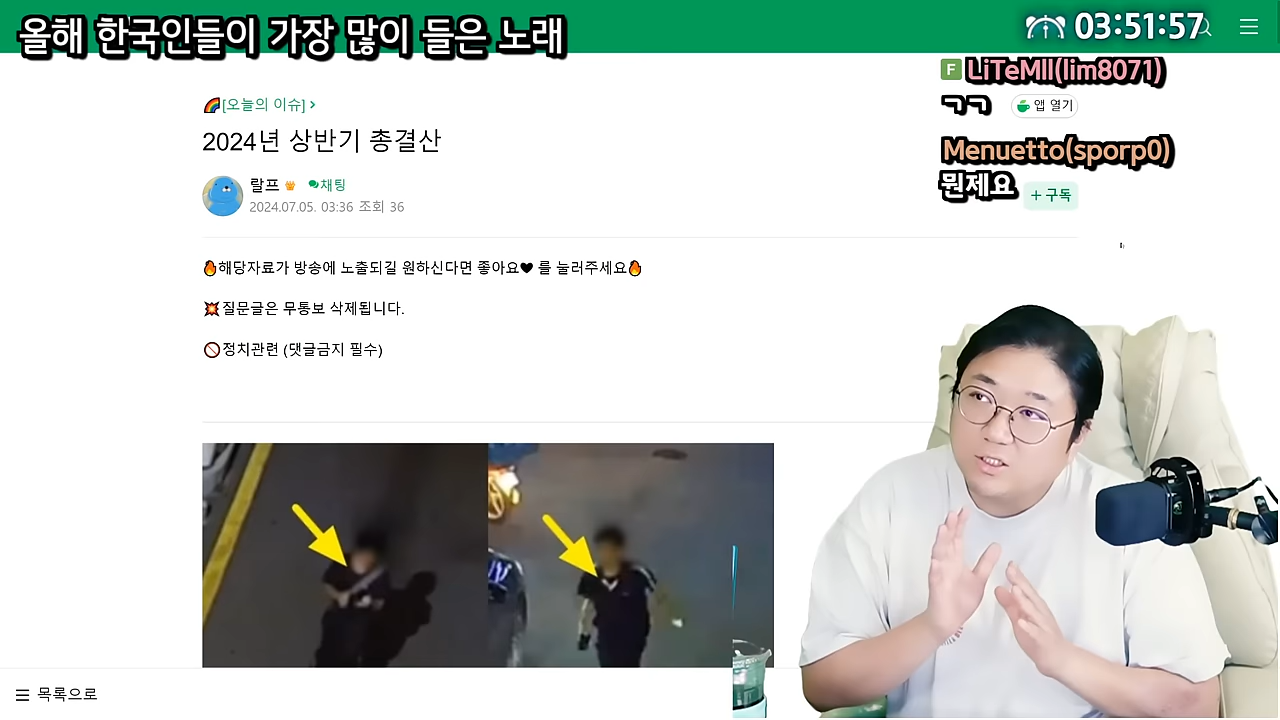 올해 한국인들이 가장 많이 들은 노래
03:51:57
[오늘의 이슈] >
2024년 상반기 총결산
랄프 채팅
2024.07.05. 03:36 조회 36
F LiTeMll(lim8071)
ㄱㄱ
앱 열기
Menuetto(sporp0)
뭔제요
+ 구독
해당자료가 방송에 노출되길 원하신다면 좋아요♥ 를 눌러주세요
질문글은 무통보 삭제됩니다.
정치관련 (댓글금지 필수)
목록으로